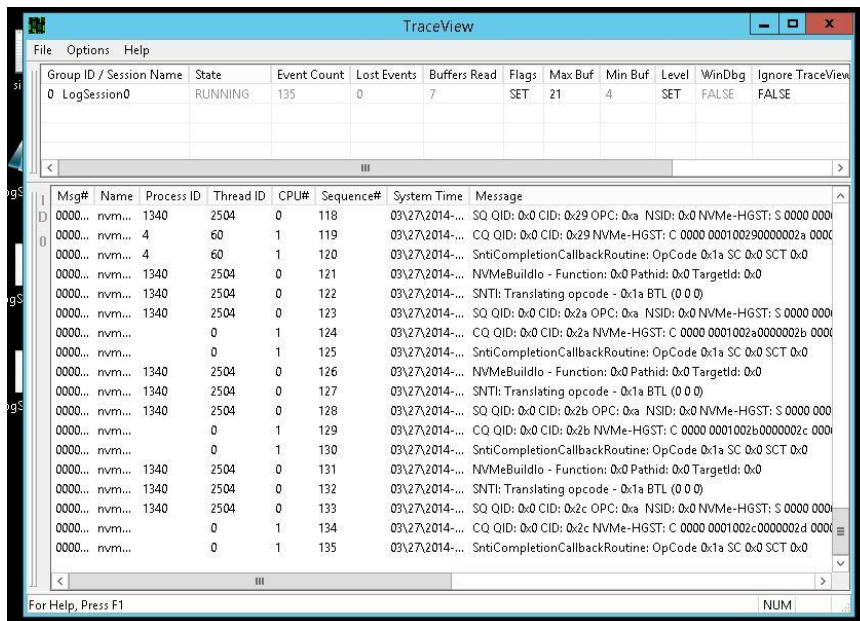 TraceView
File Options Help
Group ID / Session Name State Event Count Lost Events Buffers Read Flags Max Buf Min Buf Level WinDbg Ignore TraceView
0 LogSession0 RUNNING 135 0 7 SET 21 4 SET FALSE FALSE
ID Msg# Name Process ID Thread ID CPU# Sequence# System Time Message
0 0000... nvm... 1340 2504 0 118 03\27\2014-... SQ QID: 0x0 CID: 0x29 OPC: 0xa NSID: 0x0 NVMe-HGST: S 0000 000
0000... nvm... 4 60 1 119 03\27\2014-... CQ QID: 0x0 CID: 0x29 NVMe-HGST: C 0000 000100290000002a 000
0000... nvm... 4 60 1 120 03\27\2014-... SntiCompletionCallbackRoutine: OpCode 0x1a SC 0x0 SCT 0x0
0000... nvm... 1340 2504 0 121 03\27\2014-... NVMeBuildIo - Function: 0x0 Pathid: 0x0 TargetId: 0x0
0000... nvm... 1340 2504 0 122 03\27\2014-... SNTI: Translating opcode - 0x1a BTL (0 0 0)
0000... nvm... 1340 2504 0 123 03\27\2014-... SQ QID: 0x0 CID: 0x2a OPC: 0xa NSID: 0x0 NVMe-HGST: S 0000 000
0000... nvm... 0 1 124 03\27\2014-... CQ QID: 0x0 CID: 0x2a NVMe-HGST: C 0000 0001002a0000002b 000
0000... nvm... 0 1 125 03\27\2014-... SntiCompletionCallbackRoutine: OpCode 0x1a SC 0x0 SCT 0x0
0000... nvm... 1340 2504 0 126 03\27\2014-... NVMeBuildIo - Function: 0x0 Pathid: 0x0 TargetId: 0x0
0000... nvm... 1340 2504 0 127 03\27\2014-... SNTI: Translating opcode - 0x1a BTL (0 0 0)
0000... nvm... 1340 2504 0 128 03\27\2014-... SQ QID: 0x0 CID: 0x2b OPC: 0xa NSID: 0x0 NVMe-HGST: S 0000 000
0000... nvm... 0 1 129 03\27\2014-... CQ QID: 0x0 CID: 0x2b NVMe-HGST: C 0000 0001002b0000002c 000
0000... nvm... 0 1 130 03\27\2014-... SntiCompletionCallbackRoutine: OpCode 0x1a SC 0x0 SCT 0x0
0000... nvm... 1340 2504 0 131 03\27\2014-... NVMeBuildIo - Function: 0x0 Pathid: 0x0 TargetId: 0x0
0000... nvm... 1340 2504 0 132 03\27\2014-... SNTI: Translating opcode - 0x1a BTL (0 0 0)
0000... nvm... 1340 2504 0 133 03\27\2014-... SQ QID: 0x0 CID: 0x2c OPC: 0xa NSID: 0x0 NVMe-HGST: S 0000 000
0000... nvm... 0 1 134 03\27\2014-... CQ QID: 0x0 CID: 0x2c NVMe-HGST: C 0000 0001002c0000002d 000
0000... nvm... 0 1 135 03\27\2014-... SntiCompletionCallbackRoutine: OpCode 0x1a SC 0x0 SCT 0x0
For Help, Press F1 NUM